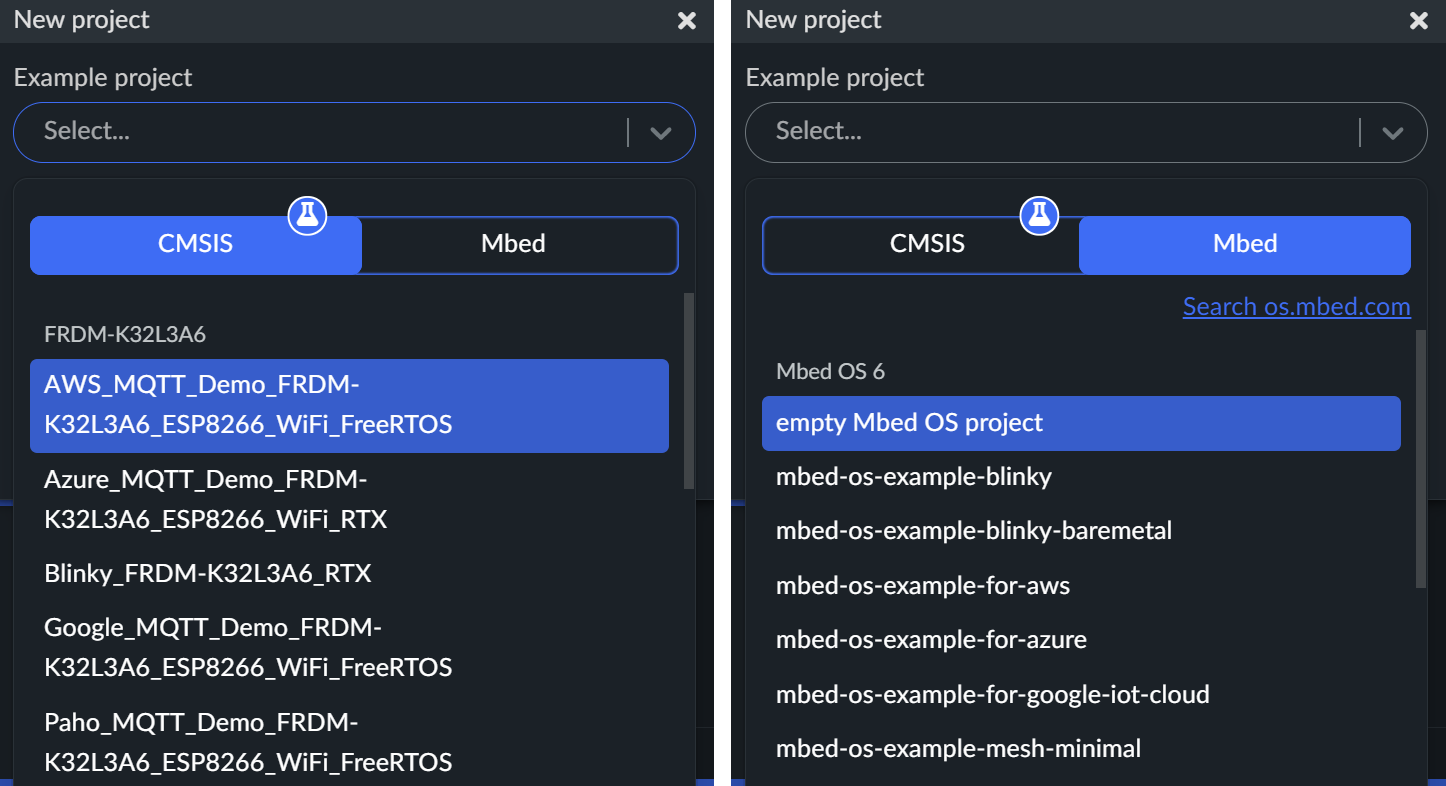 New project
Example project
Select...
CMSIS
Mbed
FRDM-K32L3A6
AWS_MQTT_Demo_FRDM-
K32L3A6_ESP8266_WiFi_FreeRTOS
Azure_MQTT_Demo_FRDM-
K32L3A6_ESP8266_WiFi_RTX
Blinky_FRDM-K32L3A6_RTX
Google_MQTT_Demo_FRDM-
K32L3A6_ESP8266_WiFi_FreeRTOS
Paho_MQTT_Demo_FRDM-
K32L3A6_ESP8266_WiFi_FreeRTOS
New project
Example project
Select...
CMSIS
Mbed
Search os.mbed.com
Mbed OS 6
empty Mbed OS project
mbed-os-example-blinky
mbed-os-example-blinky-baremetal
mbed-os-example-for-aws
mbed-os-example-for-azure
mbed-os-example-for-google-iot-cloud
mbed-os-example-mesh-minimal